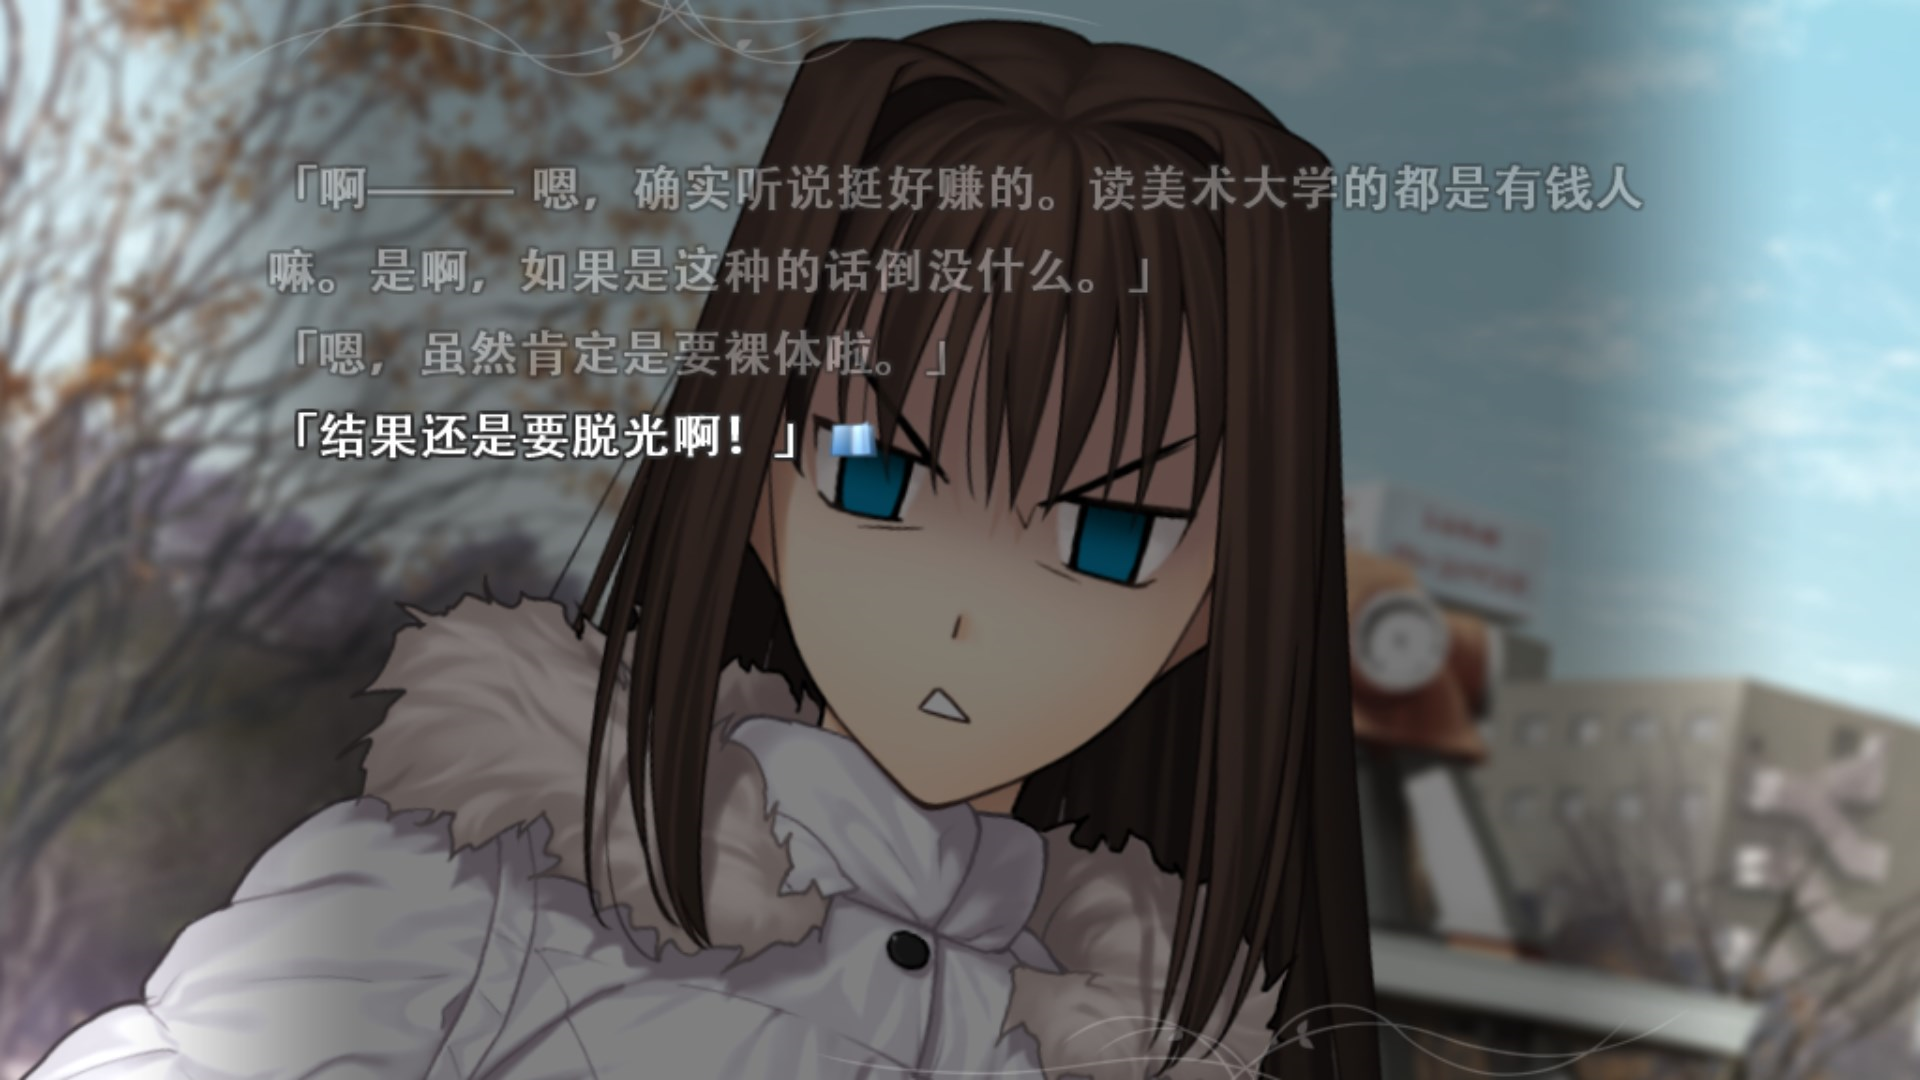 「啊——— 嗯，确实听说挺好赚的。读美术大学的都是有钱人
嘛。是啊，如果是这种的话倒没什么。」
「嗯，虽然肯定是要裸体啦。」
「结果还是要脱光啊！」